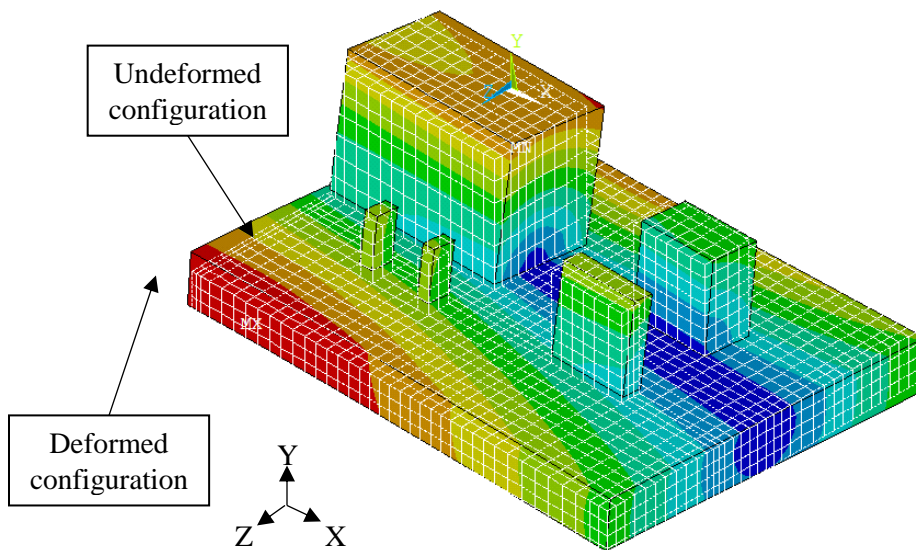 Undeformed
configuration
Y
Z
X
MN
MX
Deformed
configuration
Y
Z
X